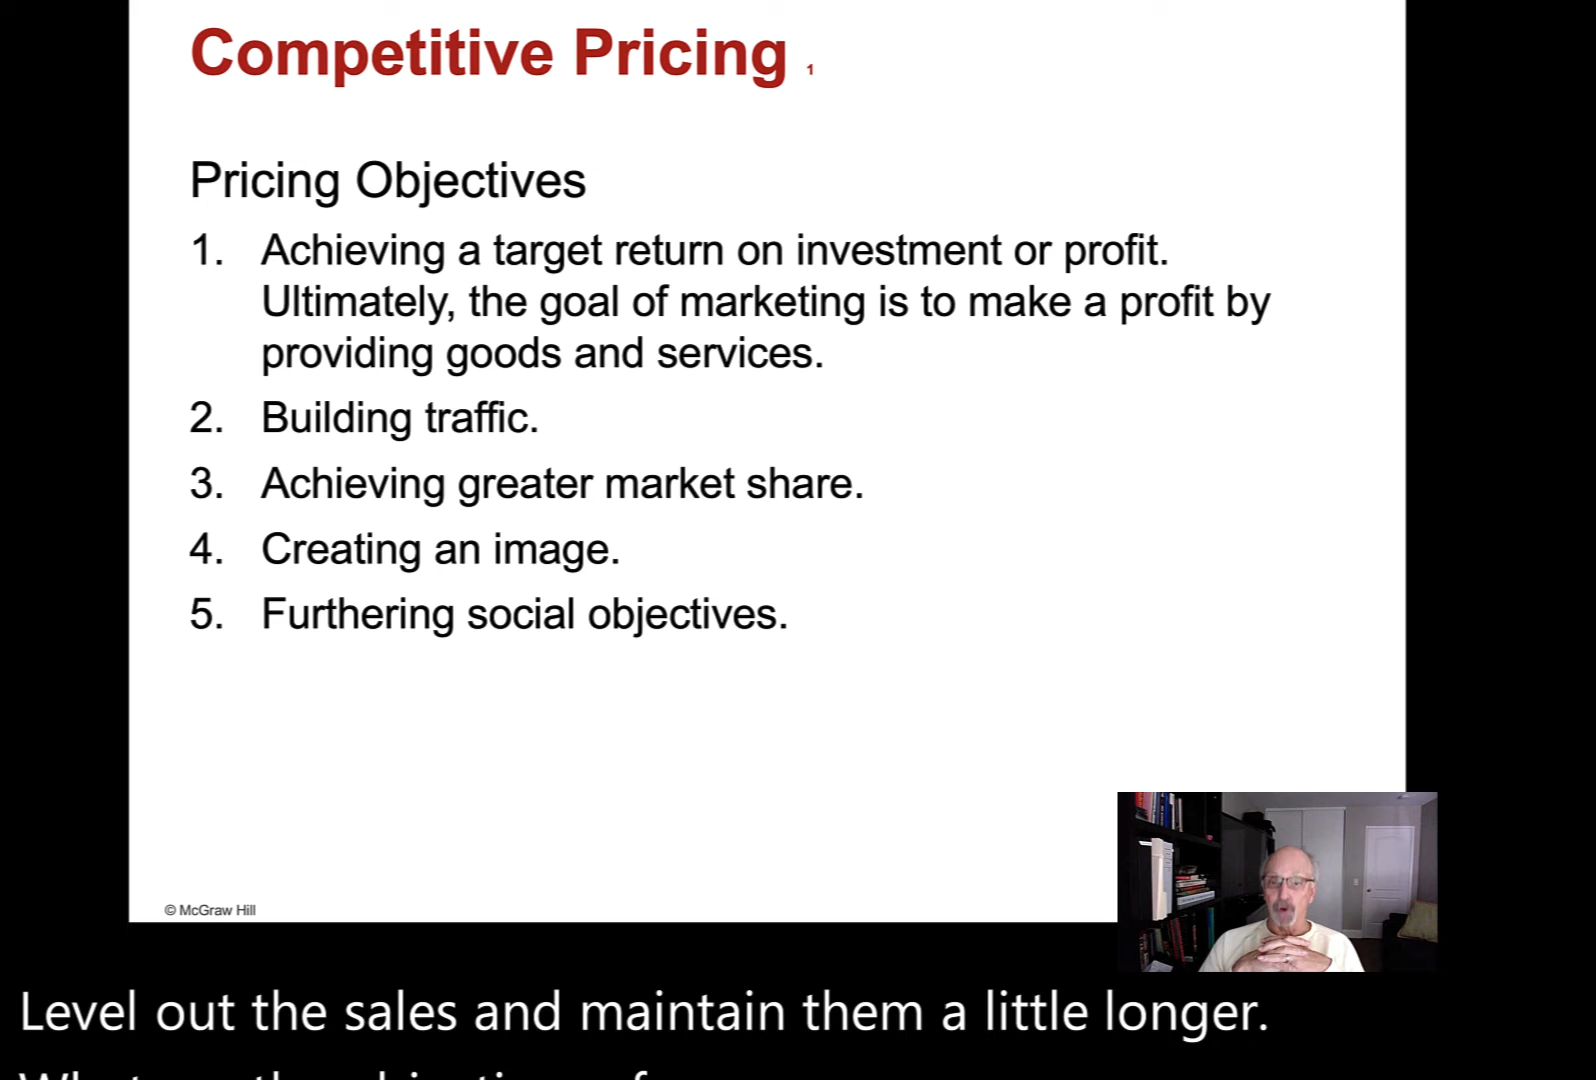 Competitive Pricing 1
Pricing Objectives
1. Achieving a target return on investment or profit.
Ultimately, the goal of marketing is to make a profit by
providing goods and services.
2. Building traffic.
3. Achieving greater market share.
4. Creating an image.
5. Furthering social objectives.
© McGraw Hill
Level out the sales and maintain them a little longer.